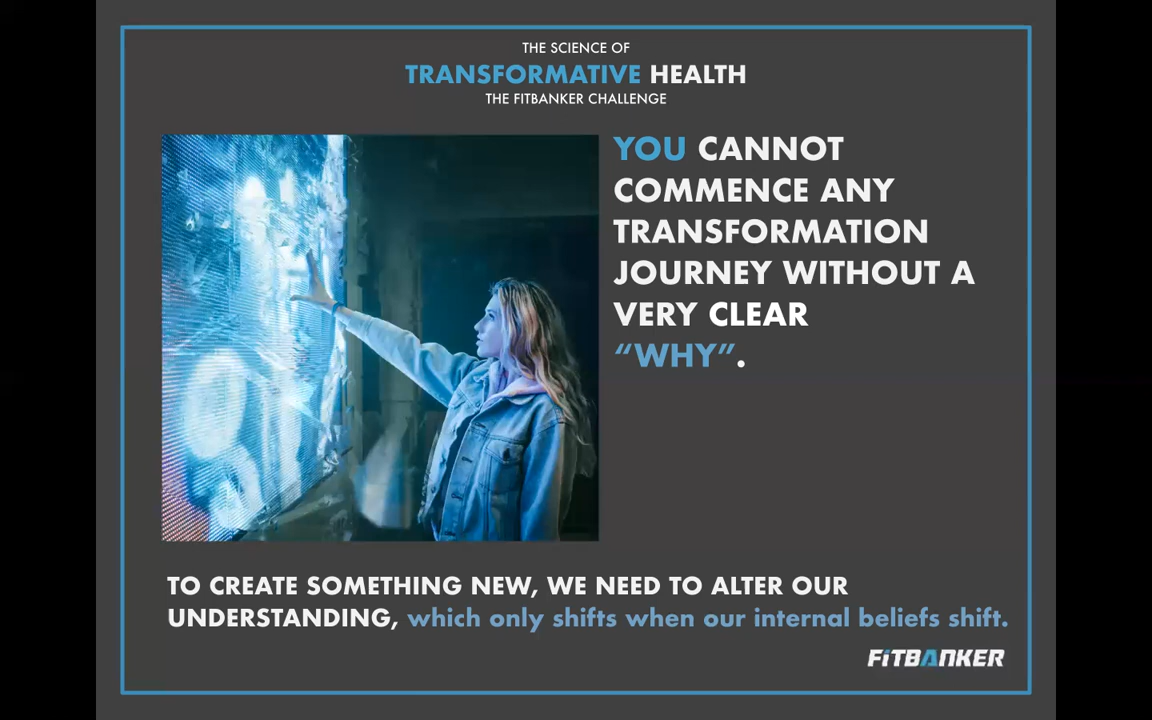 THE SCIENCE OF
TRANSFORMATIVE HEALTH
THE FITBANKER CHALLENGE
YOU CANNOT
COMMENCE ANY
TRANSFORMATION
JOURNEY WITHOUT A
VERY CLEAR
“WHY”.
TO CREATE SOMETHING NEW, WE NEED TO ALTER OUR
UNDERSTANDING, which only shifts when our internal beliefs shift.
FiTBANKER